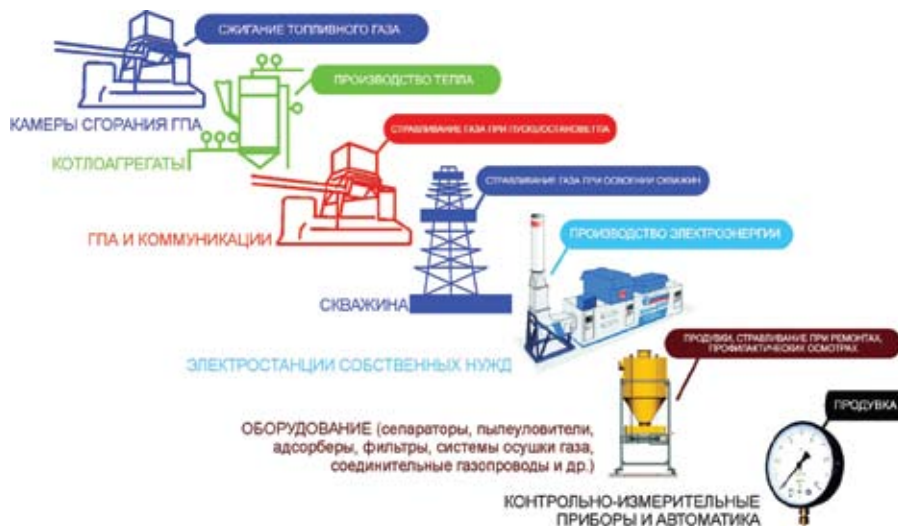 СЖИГАНИЕ ТОПЛИВНОГО ГАЗА
КАМЕРЫ СГОРАНИЯ ГПА
ПРОИЗВОДСТВО ТЕПЛА
КОТЛОАГРЕГАТЫ
СТРАВЛИВАНИЕ ГАЗА ПРИ ПУСКЕ/ОСТАНОВЕ ГПА
ГПА И КОММУНИКАЦИИ
СТРАВЛИВАНИЕ ГАЗА ПРИ ОСВОЕНИИ СКВАЖИН
СКВАЖИНА
ПРОИЗВОДСТВО ЭЛЕКТРОЭНЕРГИИ
ЭЛЕКТРОСТАНЦИИ СОБСТВЕННЫХ НУЖД
ПРОДУВКИ, СТРАВЛИВАНИЕ ПРИ РЕМОНТАХ,
ПРОФИЛАКТИЧЕСКИХ ОСМОТРАХ
ОБОРУДОВАНИЕ (сепараторы, пылеуловители,
адсорберы, фильтры, системы осушки газа,
соединительные газопроводы и др.)
ПРОДУВКА
КОНТРОЛЬНО-ИЗМЕРИТЕЛЬНЫЕ
ПРИБОРЫ И АВТОМАТИКА